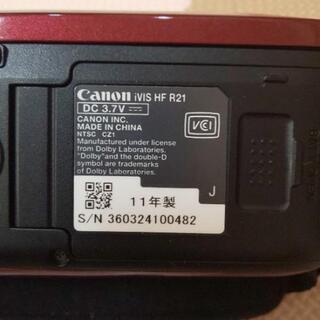 Canon iVIS HF R21
DC 3.7V
CANON INC.
MADE IN CHINA
NTSC CZ1
Manufactured under license
from Dolby Laboratories.
"Dolby"and the double-D
symbol are trademarks
of Dolby Laboratories.
VCI
J
11年製
S/N 360324100482